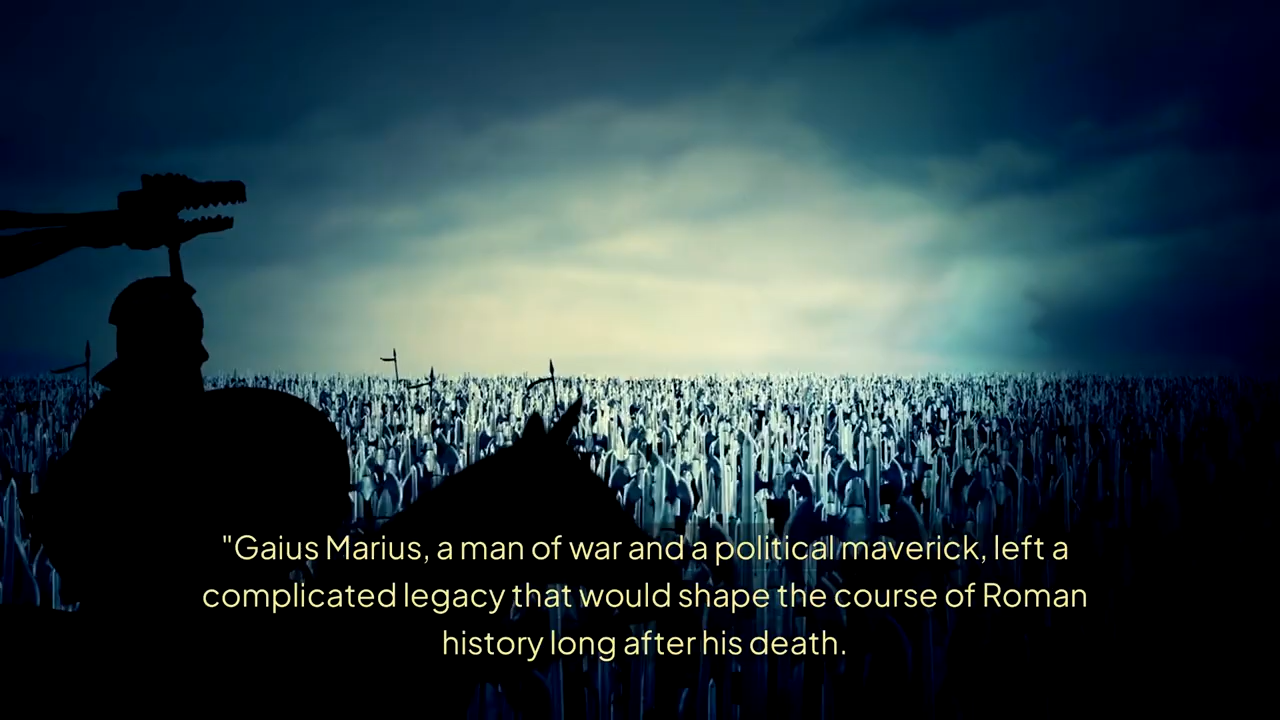 "Gaius Marius, a man of war and a political maverick, left a
complicated legacy that would shape the course of Roman
history long after his death.